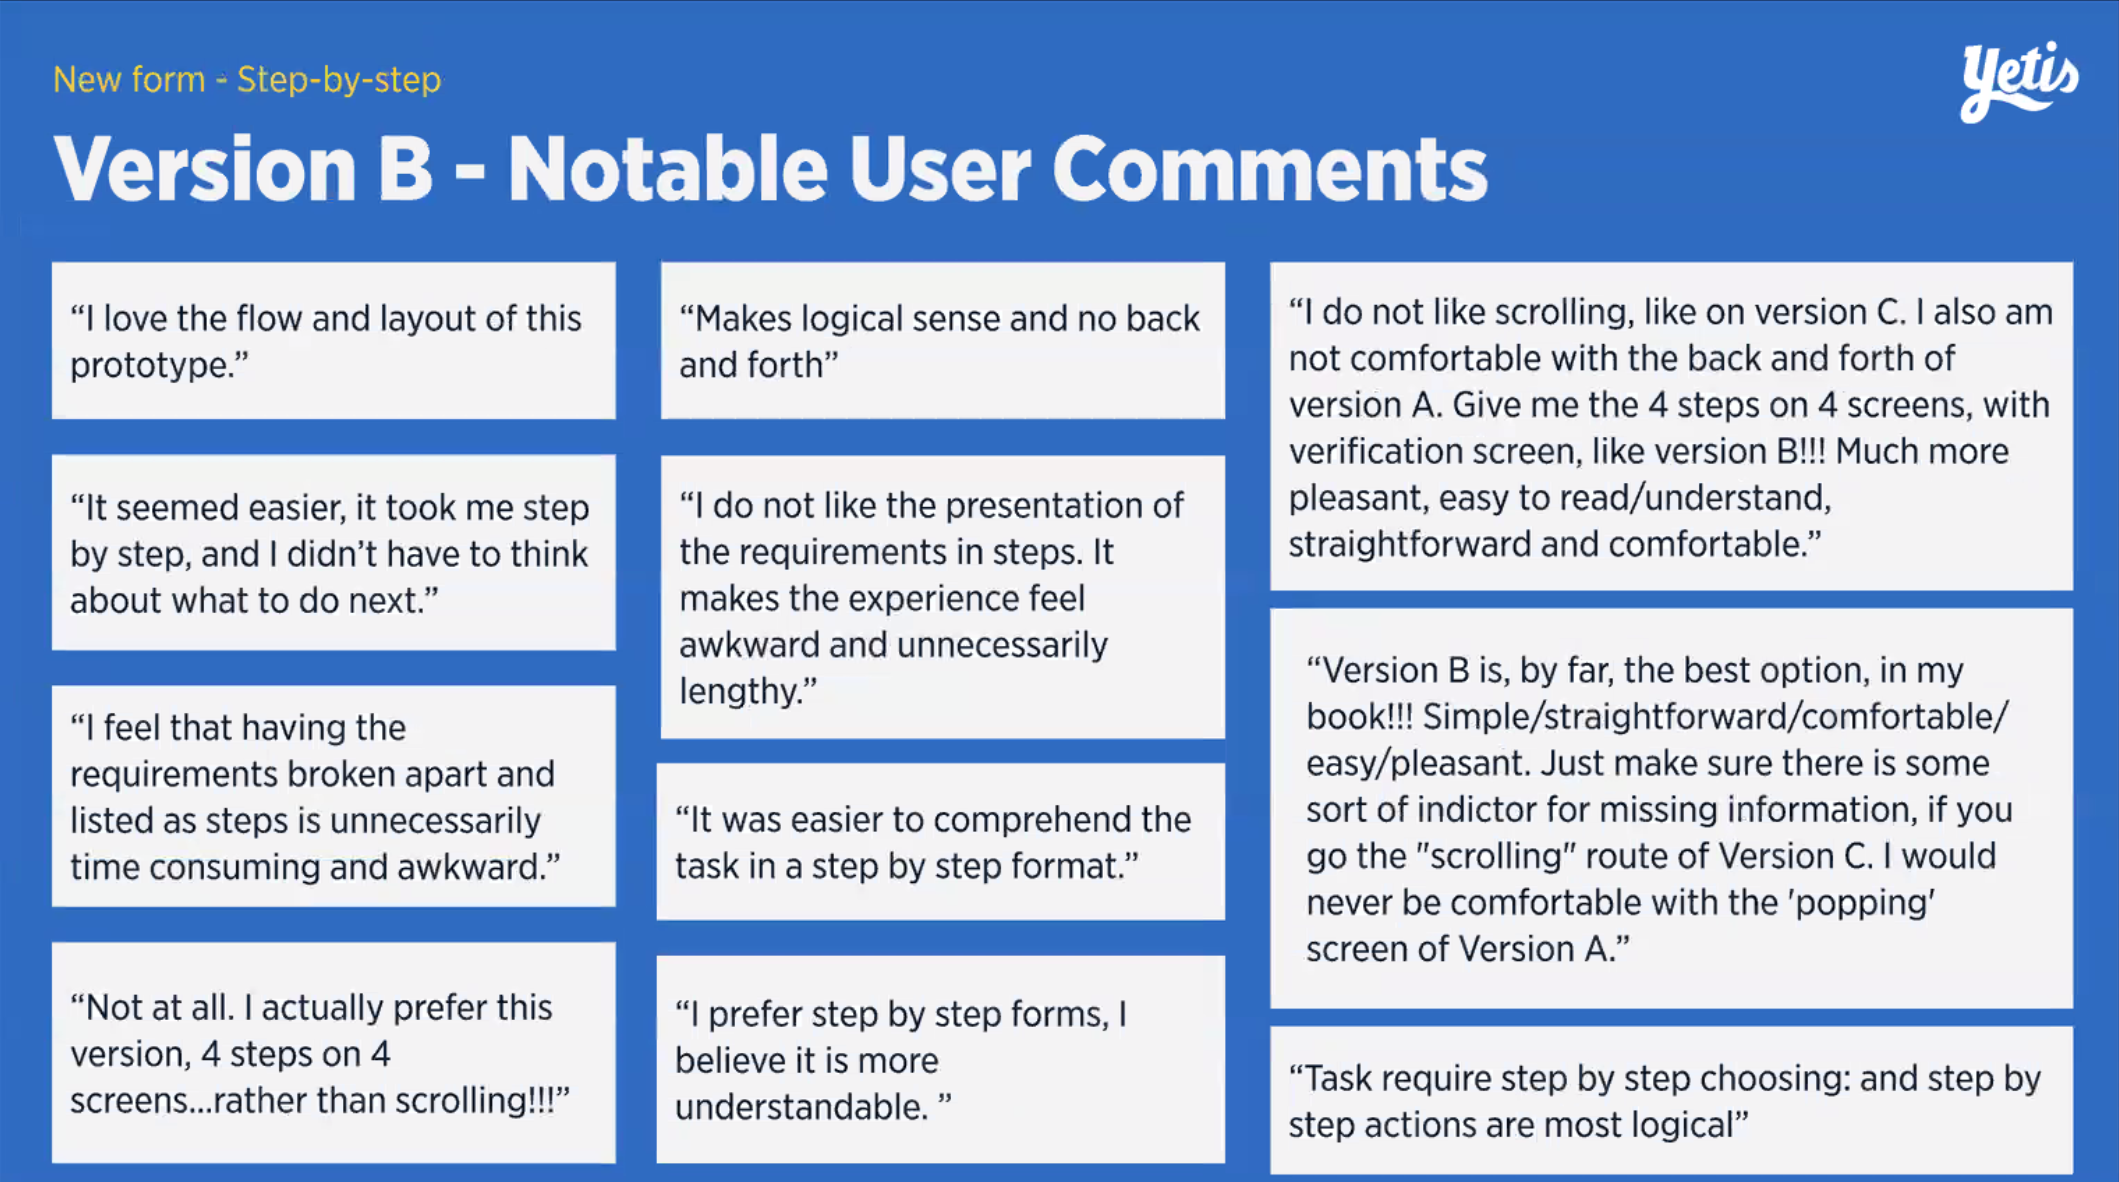 New form - Step-by-step
Yetis
Version B - Notable User Comments
“I love the flow and layout of this
prototype.”
“It seemed easier, it took me step
by step, and I didn’t have to think
about what to do next.”
“I feel that having the
requirements broken apart and
listed as steps is unnecessarily
time consuming and awkward.”
“Not at all. I actually prefer this
version, 4 steps on 4
screens...rather than scrolling!!!”
“Makes logical sense and no back
and forth”
“I do not like the presentation of
the requirements in steps. It
makes the experience feel
awkward and unnecessarily
lengthy.”
“It was easier to comprehend the
task in a step by step format.”
“I prefer step by step forms, I
believe it is more
understandable. ”
“I do not like scrolling, like on version C. I also am
not comfortable with the back and forth of
version A. Give me the 4 steps on 4 screens, with
verification screen, like version B!!! Much more
pleasant, easy to read/understand,
straightforward and comfortable.”
“Version B is, by far, the best option, in my
book!!! Simple/straightforward/comfortable/
easy/pleasant. Just make sure there is some
sort of indictor for missing information, if you
go the "scrolling" route of Version C. I would
never be comfortable with the 'popping'
screen of Version A.”
“Task require step by step choosing: and step by
step actions are most logical”